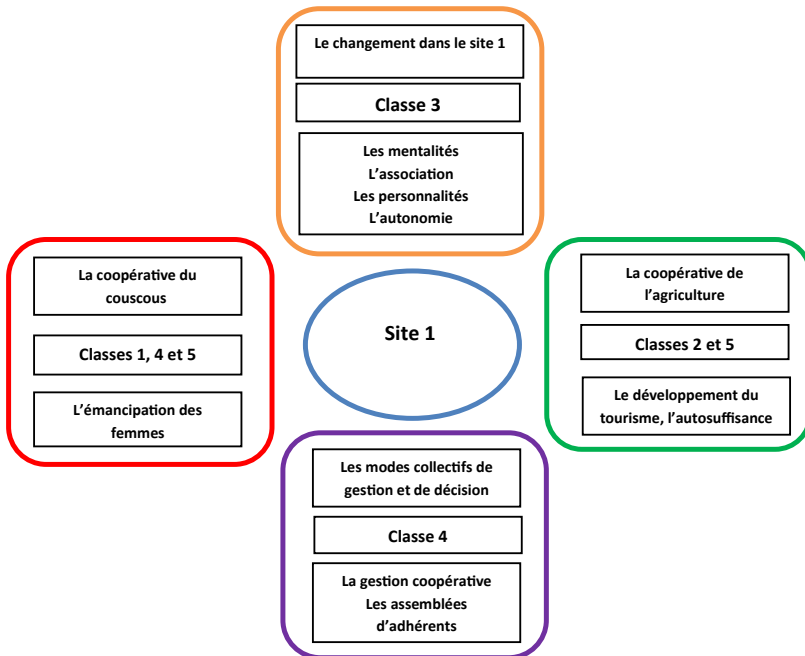 Le changement dans le site 1
Classe 3
Les mentalités
L'association
Les personnalités
L'autonomie
La coopérative du
couscous
Classes 1, 4 et 5
L'émancipation des
femmes
Site 1
La coopérative de
l'agriculture
Classes 2 et 5
Le développement du
tourisme, l'autosuffisance
Les modes collectifs de
gestion et de décision
Classe 4
La gestion coopérative
Les assemblées
d'adhérents